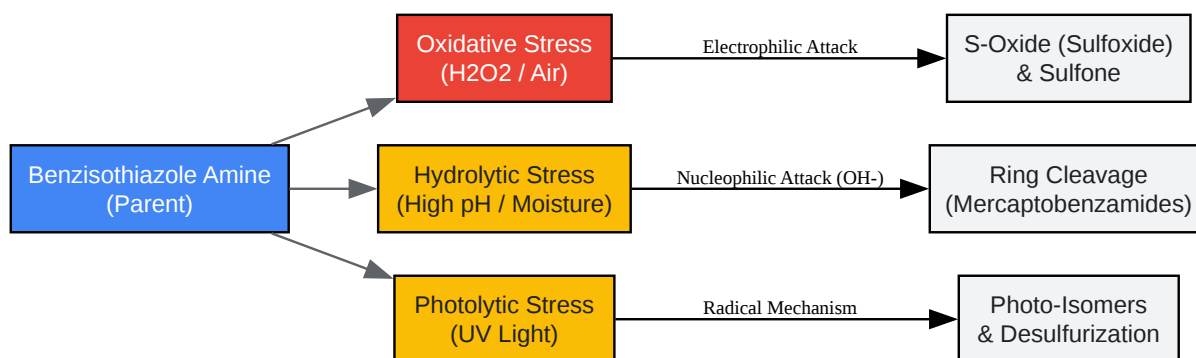 Benzisothiazole Amine
(Parent)
Oxidative Stress
(H2O2 / Air)
Electrophilic Attack
S-Oxide (Sulfoxide)
& Sulfone
Hydrolytic Stress
(High pH / Moisture)
Nucleophilic Attack (OH-)
Ring Cleavage
(Mercaptobenzamides)
Photolytic Stress
(UV Light)
Radical Mechanism
Photo-Isomers
& Desulfurization